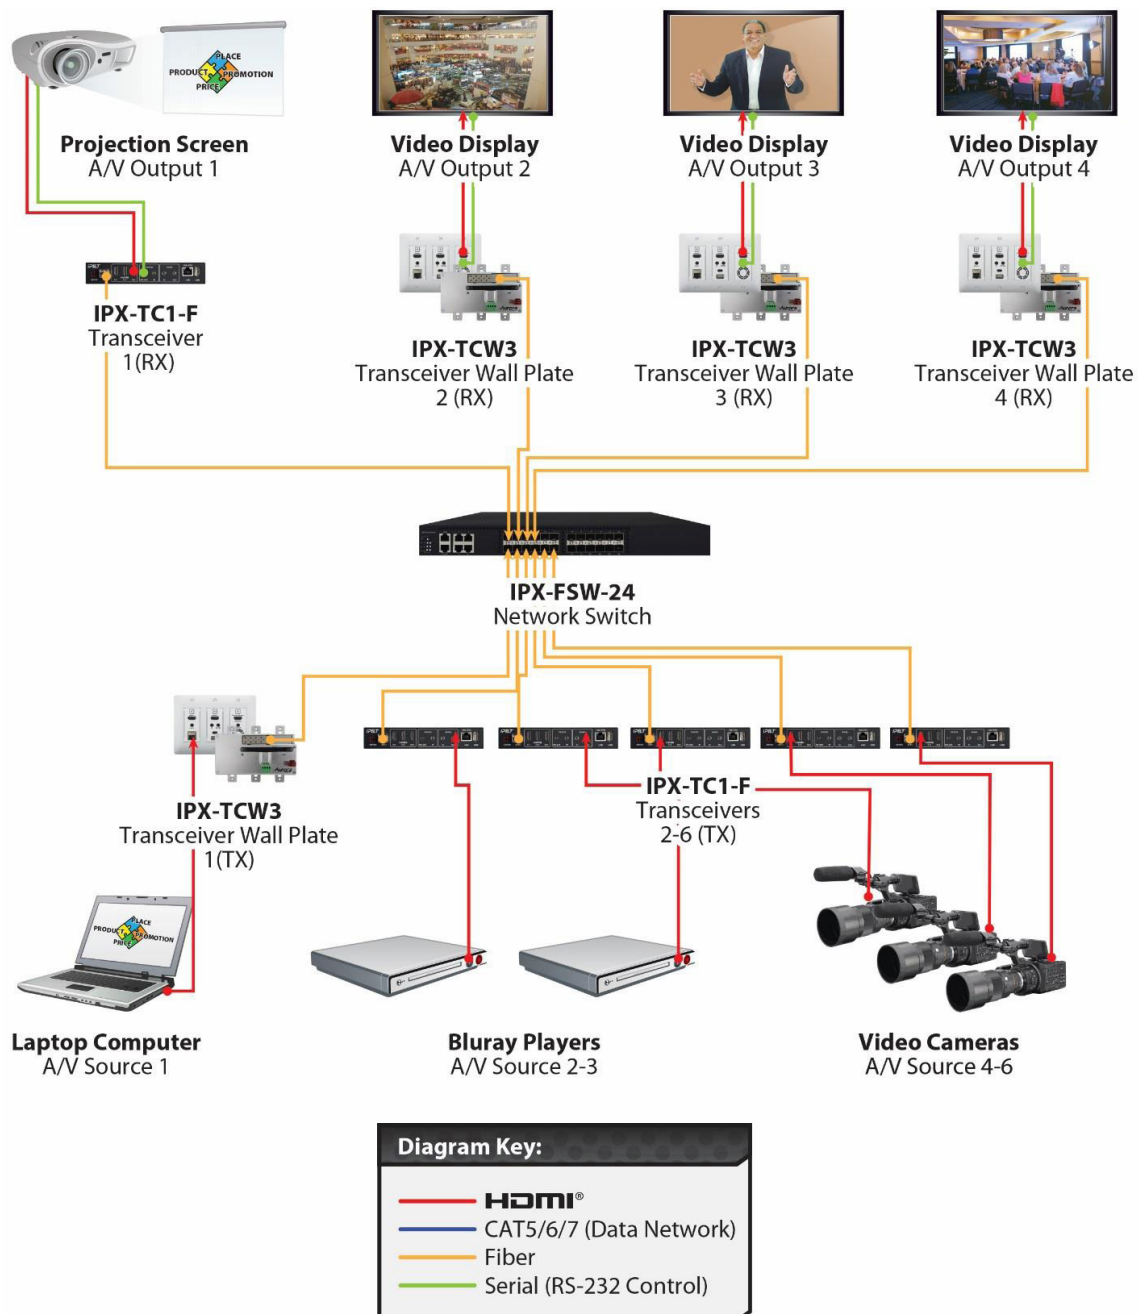 PLACE
PRODUCT
PROMOTION
PRICE
Projection Screen
A/V Output 1
Video Display
A/V Output 2
Video Display
A/V Output 3
Video Display
A/V Output 4
IPX-TC1-F
Transceiver
1(RX)
IPX-TCW3
Transceiver Wall Plate
2 (RX)
IPX-TCW3
Transceiver Wall Plate
3 (RX)
IPX-TCW3
Transceiver Wall Plate
4 (RX)
IPX-FSW-24
Network Switch
IPX-TCW3
Transceiver Wall Plate
1(TX)
IPX-TC1-F
Transceivers
2-6 (TX)
PLACE
PRODUCT
PROMOTION
PRICE
Laptop Computer
A/V Source 1
Bluray Players
A/V Source 2-3
Video Cameras
A/V Source 4-6
Diagram Key:
HDMI®
CAT5/6/7 (Data Network)
Fiber
Serial (RS-232 Control)